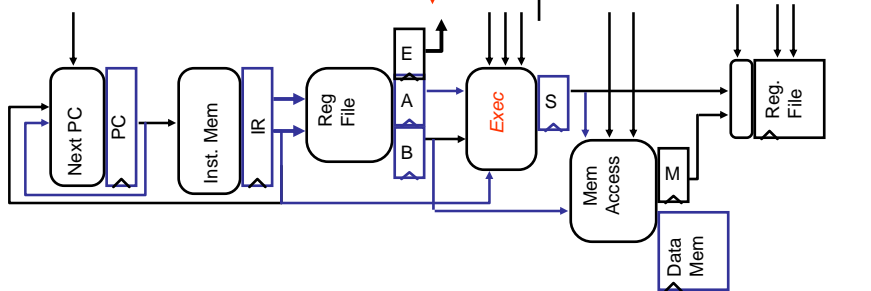 Next PC
PC
Inst. Mem
IR
Reg
File
E
A
B
Exec
S
Mem
Access
M
Data
Mem
Reg.
File